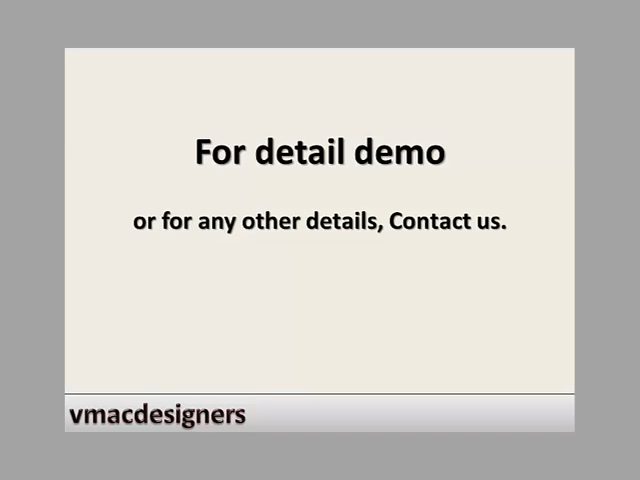 For detail demo
or for any other details, Contact us.
vmacdesigners